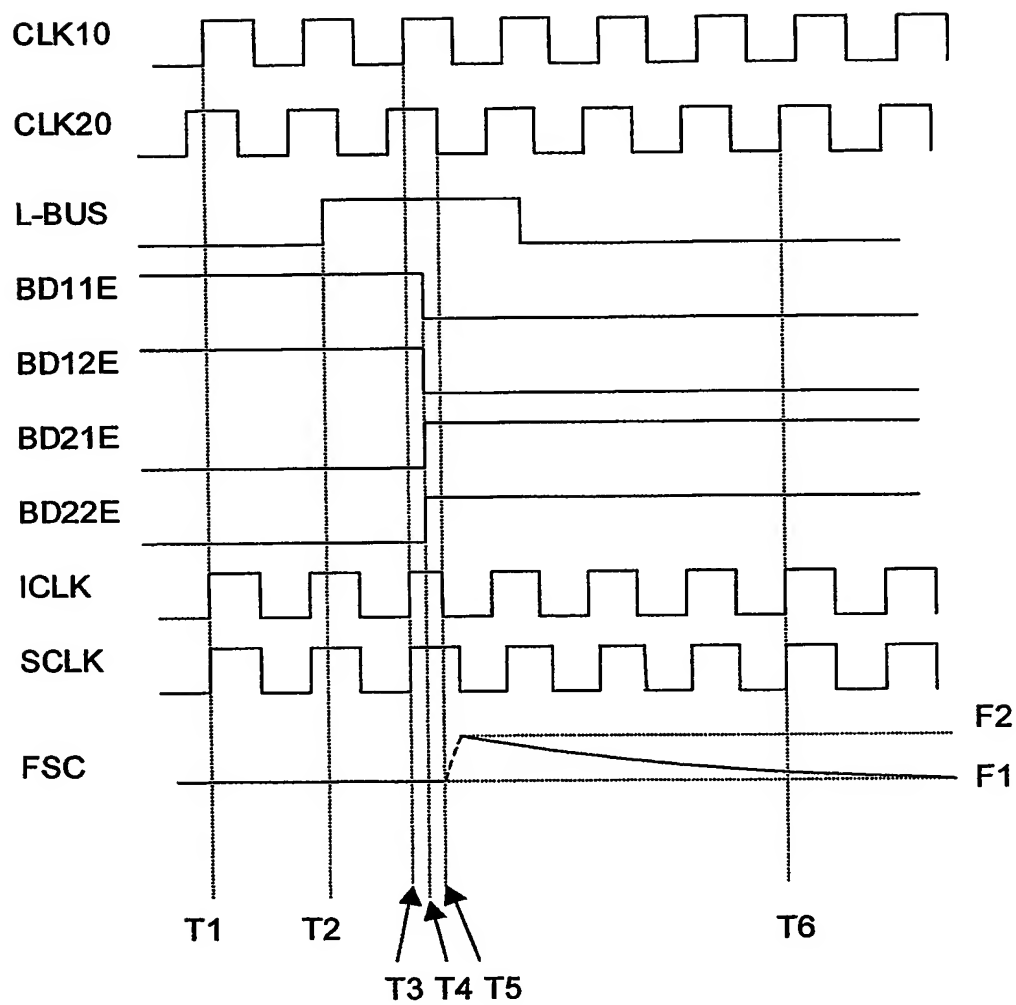 CLK10
CLK20
L-BUS
BD11E
BD12E
BD21E
BD22E
ICLK
SCLK
FSC
F2
F1
T1
T2
T6
T3 T4 T5